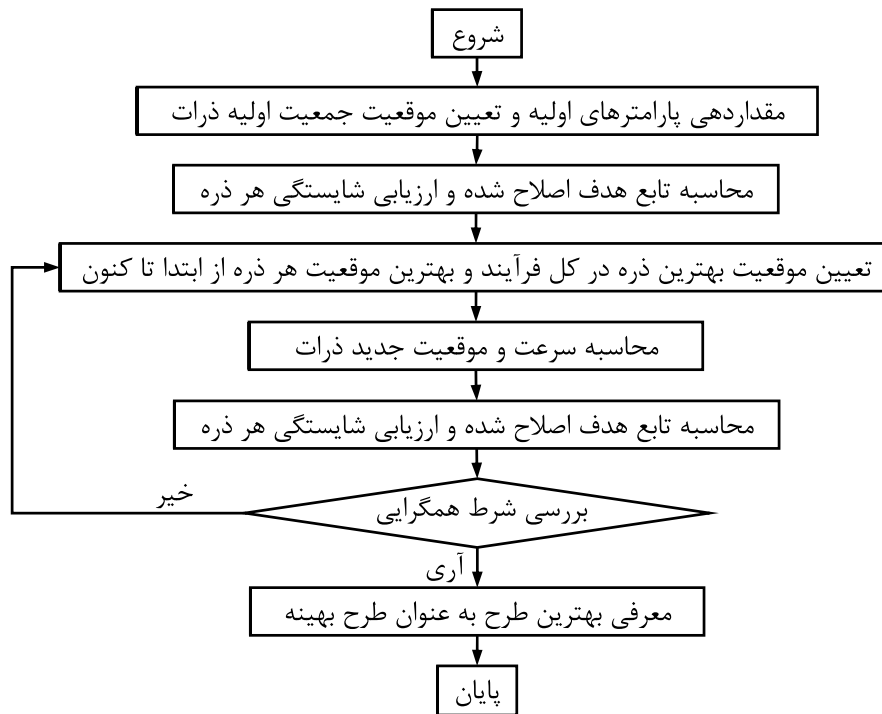 شروع
مقداردهی پارامترهای اولیه و تعیین موقعیت جمعیت اولیه ذرات
محاسبه تابع هدف اصلاح شده و ارزیابی شایستگی هر ذره
تعیین موقعیت بهترین ذره در کل فرآیند و بهترین موقعیت هر ذره از ابتدا تا کنون
محاسبه سرعت و موقعیت جدید ذرات
محاسبه تابع هدف اصلاح شده و ارزیابی شایستگی هر ذره
بررسی شرط همگرایی
خیر
آری
معرفی بهترین طرح به عنوان طرح بهینه
پایان